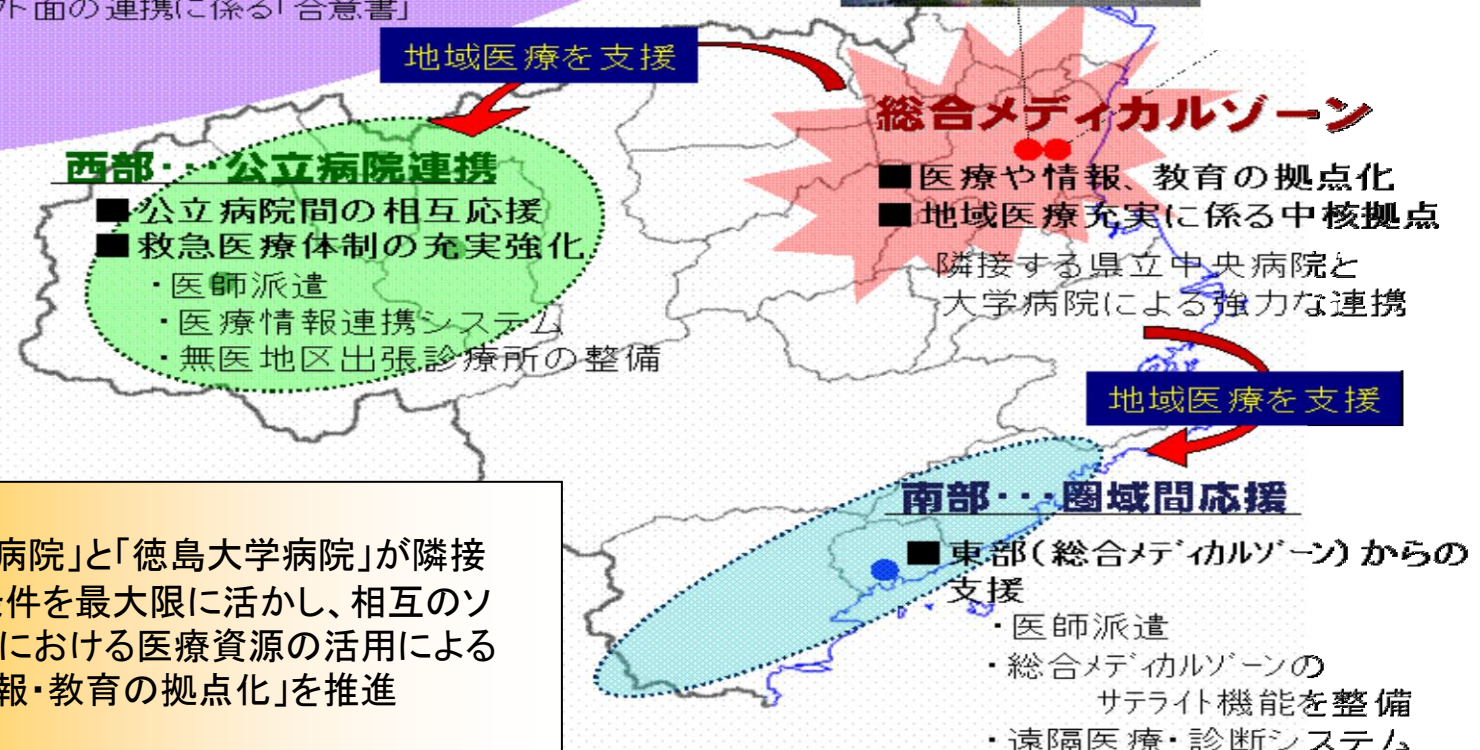 ト面の連携に係る「合意書」
地域医療を支援
総合メディカルゾーン
■医療や情報、教育の拠点化
■地域医療充実に係る中核拠点
隣接する県立中央病院と
大学病院による強力な連携
西部・・・公立病院連携
■公立病院間の相互応援
■救急医療体制の充実強化
・医師派遣
・医療情報連携システム
・無医地区出張診療所の整備
地域医療を支援
南部・・・圏域間応援
■東部(総合メディカルゾーン)からの
支援
・医師派遣
・総合メディカルゾーンの
サテライト機能を整備
・遠隔医療・診断システム
病院」と「徳島大学病院」が隣接
件を最大限に活かし、相互のソ
における医療資源の活用による
報・教育の拠点化」を推進